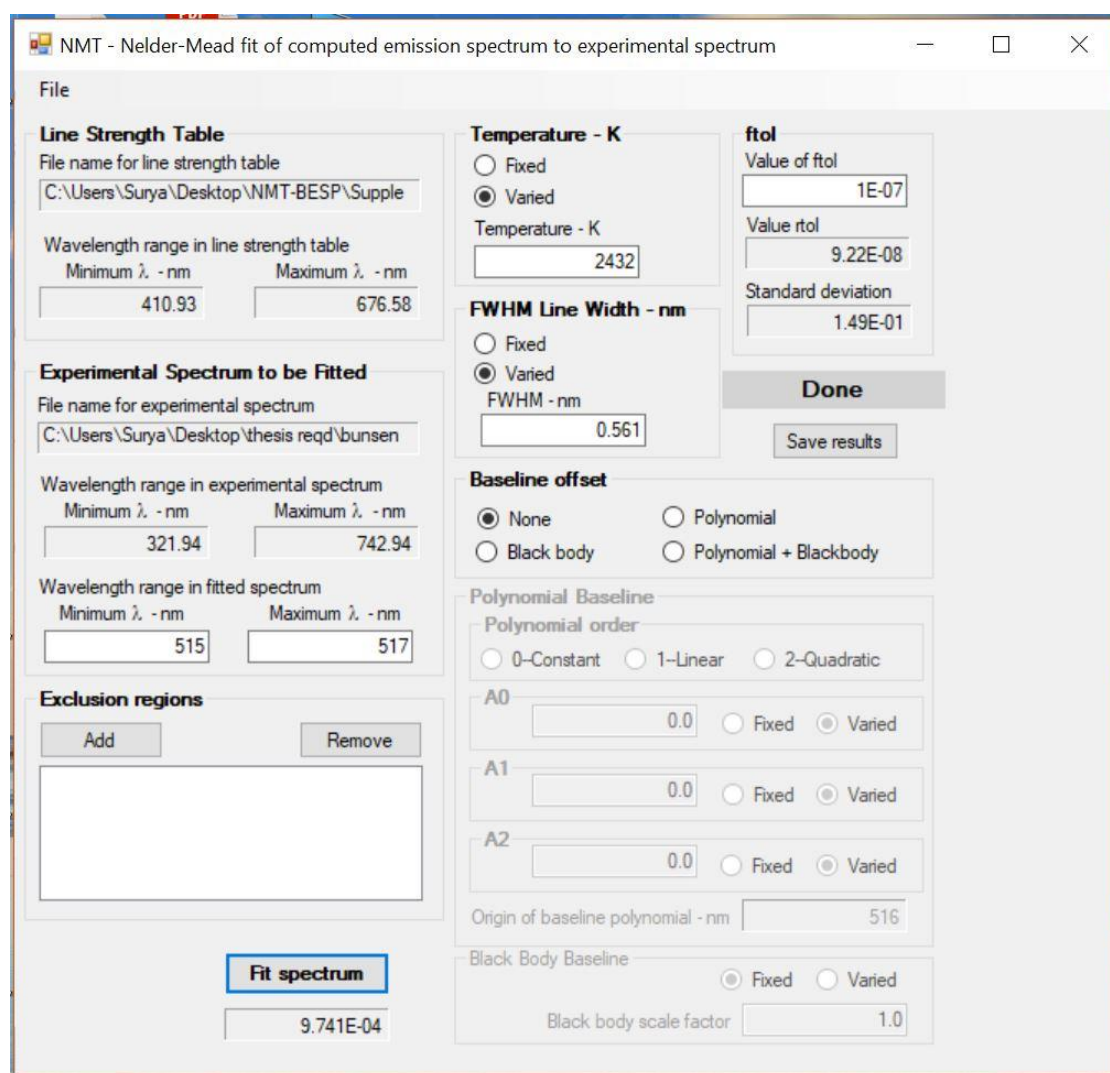 PDF
NMT - Nelder-Mead fit of computed emission spectrum to experimental spectrum
File
Line Strength Table
File name for line strength table
C:\Users\Surya\Desktop\NMT-BESP\Supple
Wavelength range in line strength table
Minimum λ - nm Maximum λ - nm
410.93 676.58
Experimental Spectrum to be Fitted
File name for experimental spectrum
C:\Users\Surya\Desktop\thesis reqd\bunsen
Wavelength range in experimental spectrum
Minimum λ - nm Maximum λ - nm
321.94 742.94
Wavelength range in fitted spectrum
Minimum λ - nm Maximum λ - nm
515 517
Exclusion regions
Add Remove
Fit spectrum
9.741E-04
Temperature - K
Fixed
Varied
Temperature - K
2432
FWHM Line Width - nm
Fixed
Varied
FWHM - nm
0.561
ftol
Value of ftol
1E-07
Value rtol
9.22E-08
Standard deviation
1.49E-01
Done
Save results
Baseline offset
None Polynomial
Black body Polynomial + Blackbody
Polynomial Baseline
Polynomial order
0--Constant 1--Linear 2--Quadratic
A0
0.0 Fixed Varied
A1
0.0 Fixed Varied
A2
0.0 Fixed Varied
Origin of baseline polynomial - nm 516
Black Body Baseline
Fixed Varied
Black body scale factor 1.0